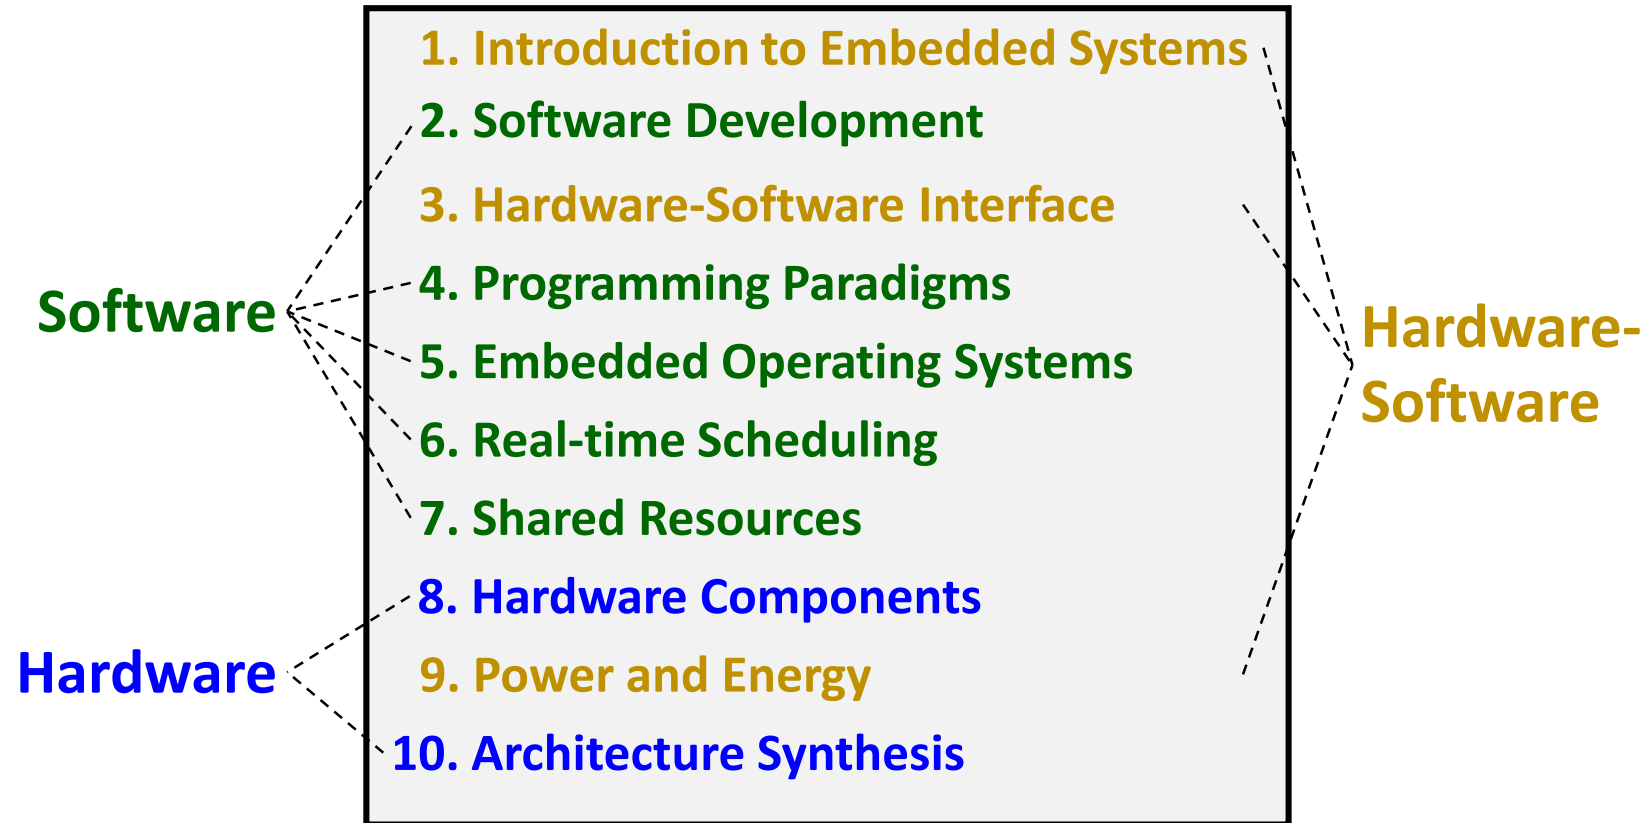 1. Introduction to Embedded Systems
2. Software Development
3. Hardware-Software Interface
4. Programming Paradigms
5. Embedded Operating Systems
6. Real-time Scheduling
7. Shared Resources
8. Hardware Components
9. Power and Energy
10. Architecture Synthesis
Software
Hardware
Hardware-
Software